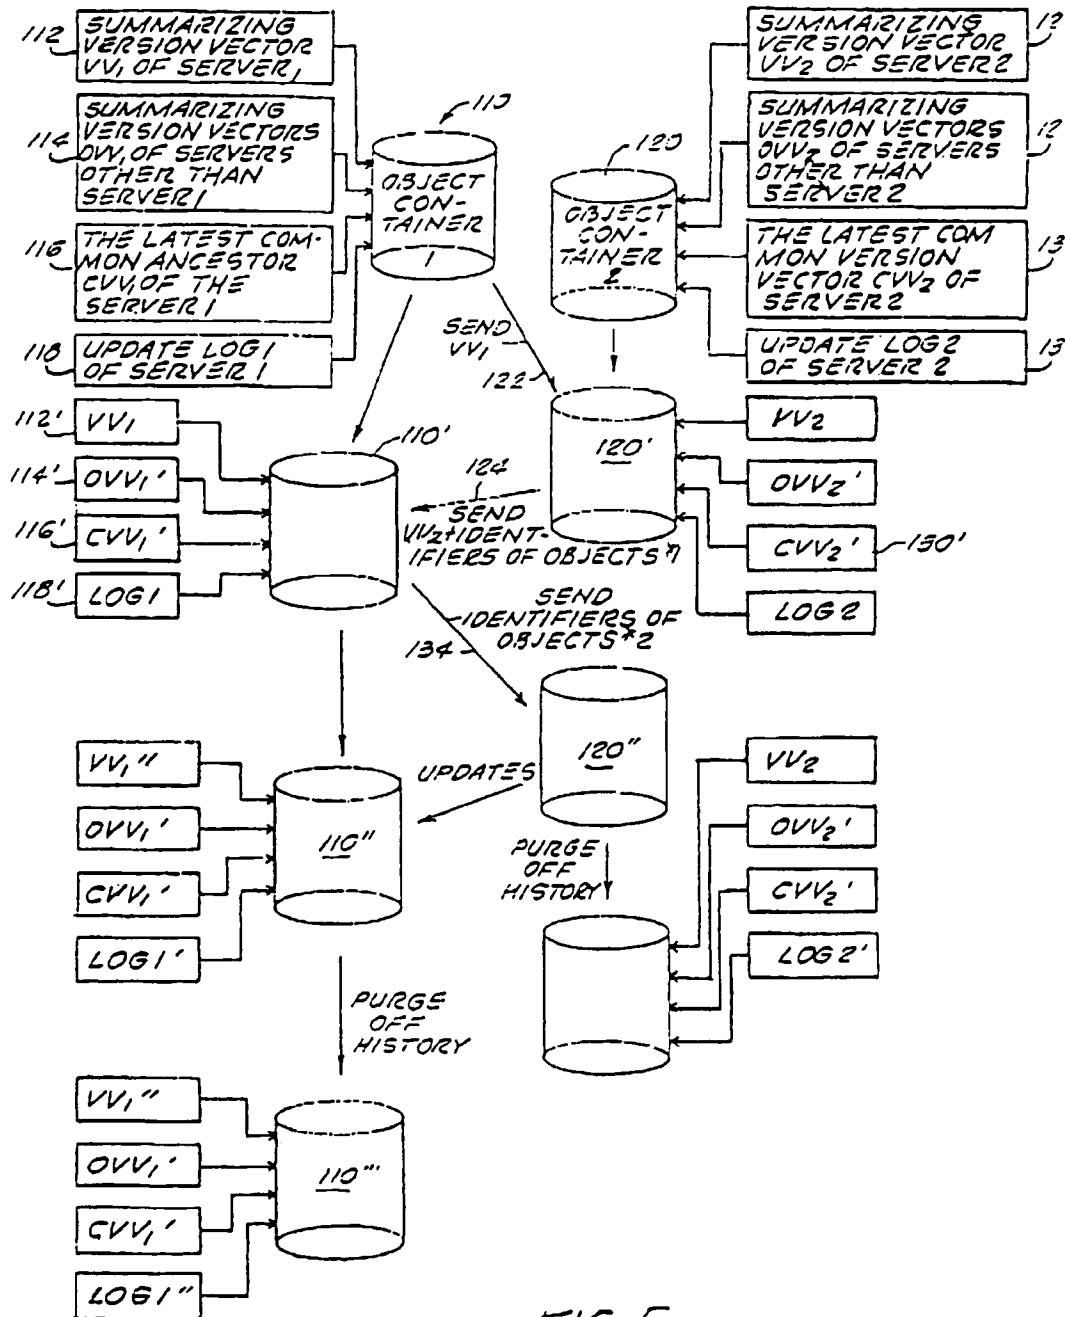 112
SUMMARIZING
VERSION VECTOR
VV1 OF SERVER1
114
SUMMARIZING
VERSION VECTORS
OVV1 OF SERVERS
OTHER THAN
SERVER1
116
THE LATEST COM-
MON ANCESTOR
CVV1 OF THE
SERVER1
118
UPDATE LOG1
OF SERVER1
110
OBJECT
CON-
TAINER
1
120
OBJECT
CON-
TAINER
2
SUMMARIZING
VERSION VECTOR
VV2 OF SERVER2
12
SUMMARIZING
VERSION VECTORS
OVV2 OF SERVERS
OTHER THAN
SERVER2
12
THE LATEST COM
MON VERSION
VECTOR CVV2 OF
SERVER2
13
UPDATE LOG2
OF SERVER 2
13
SEND
VV1
122
112'
VV1
114'
OVV1'
116'
CVV1'
118'
LOG1
110'
120'
VV2
OVV2'
CVV2'
130'
LOG2
124
SEND
VV2+IDENT-
IFIERS OF OBJECTS*1
SEND
IDENTIFIERS OF
OBJECTS*2
134
VV1''
OVV1'
CVV1'
LOG1'
110''
UPDATES
120''
PURGE
OFF
HISTORY
VV2
OVV2'
CVV2'
LOG2'
PURGE
OFF
HISTORY
VV1''
OVV1'
CVV1'
LOG1''
110'''